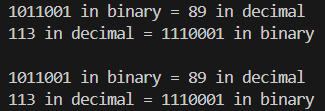 1011001 in binary = 89 in decimal
113 in decimal = 1110001 in binary
1011001 in binary = 89 in decimal
113 in decimal = 1110001 in binary